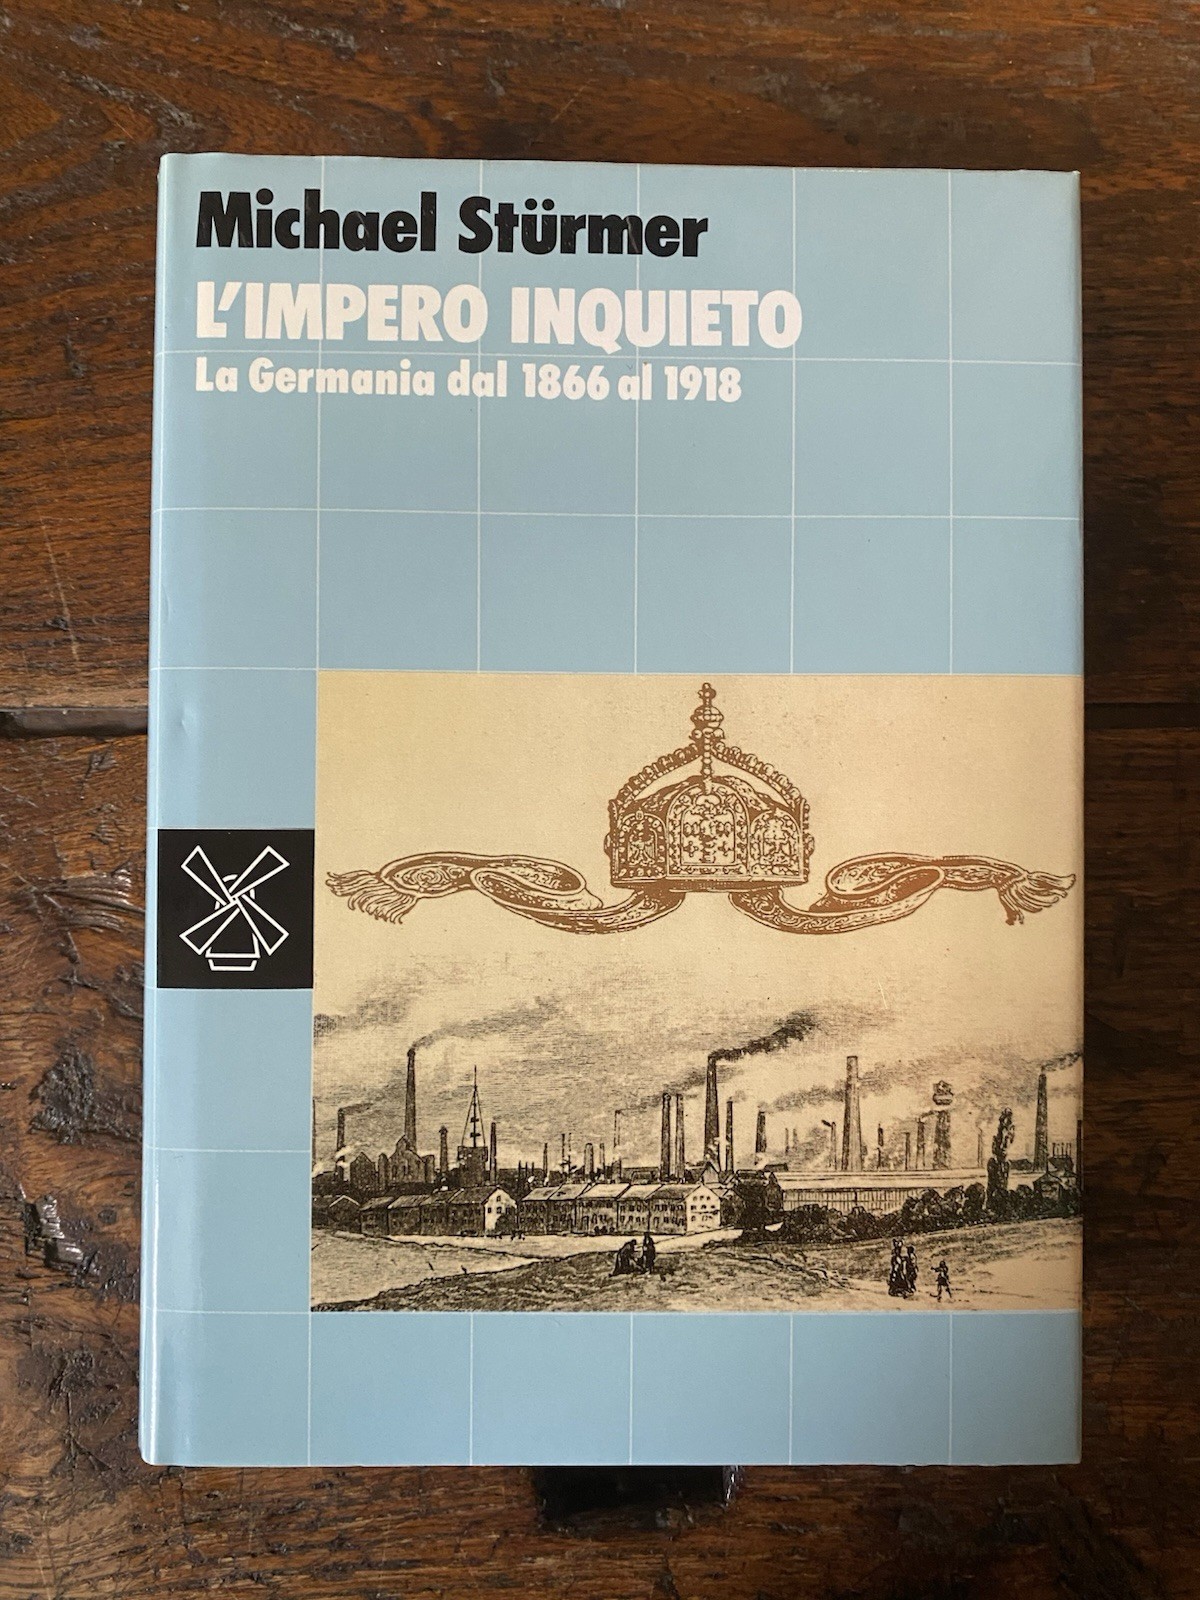 Michael Stürmer
L'IMPERO INQUIETO
La Germania dal 1866 al 1918